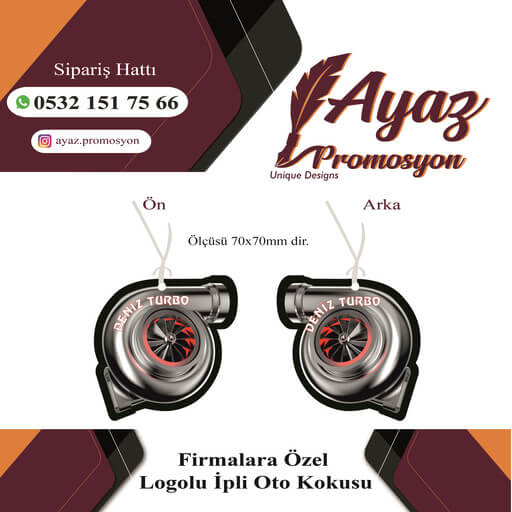 Sipariş Hattı
0532 151 75 66
ayaz.promosyon
Ayaz
Promosyon
Unique Designs
Ön
Arka
Ölçüsü 70x70mm dir.
DENİZ TURBO
DENİZ TURBO
Firmalara Özel
Logolu İpli Oto Kokusu